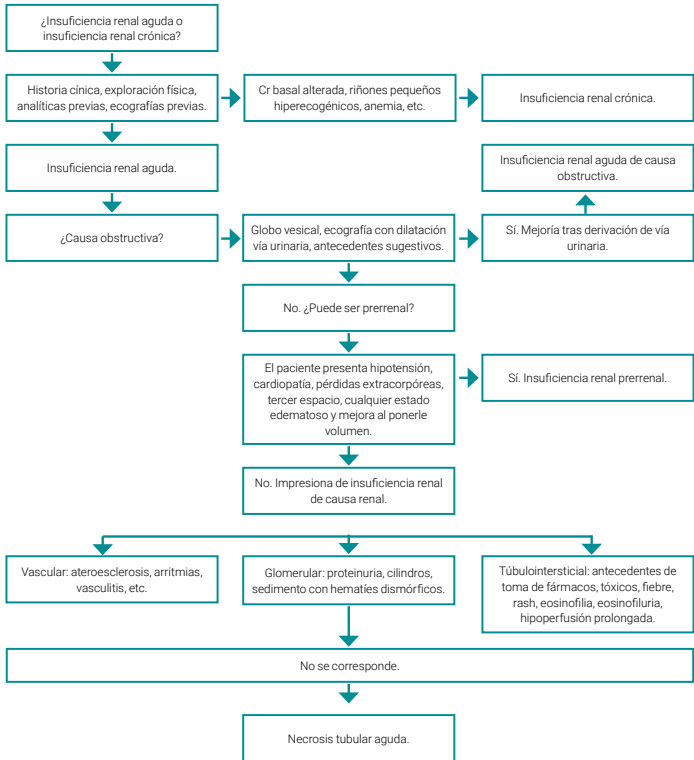 ¿Insuficiencia renal aguda o
insuficiencia renal crónica?
Historia cínica, exploración física,
analíticas previas, ecografías previas.
Cr basal alterada, riñones pequeños
hiperecogénicos, anemia, etc.
Insuficiencia renal crónica.
Insuficiencia renal aguda.
Insuficiencia renal aguda de causa
obstructiva.
¿Causa obstructiva?
Globo vesical, ecografía con dilatación
vía urinaria, antecedentes sugestivos.
Sí. Mejoría tras derivación de vía
urinaria.
No. ¿Puede ser prerrenal?
El paciente presenta hipotensión,
cardiopatía, pérdidas extracorpóreas,
tercer espacio, cualquier estado
edematoso y mejora al ponerle
volumen.
Sí. Insuficiencia renal prerrenal.
No. Impresiona de insuficiencia renal
de causa renal.
Vascular: ateroesclerosis, arritmias,
vasculitis, etc.
Glomerular: proteinuria, cilindros,
sedimento con hematíes dismórficos.
Túbulointersticial: antecedentes de
toma de fármacos, tóxicos, fiebre,
rash, eosinofilia, eosinofiluria,
hipoperfusión prolongada.
No se corresponde.
Necrosis tubular aguda.